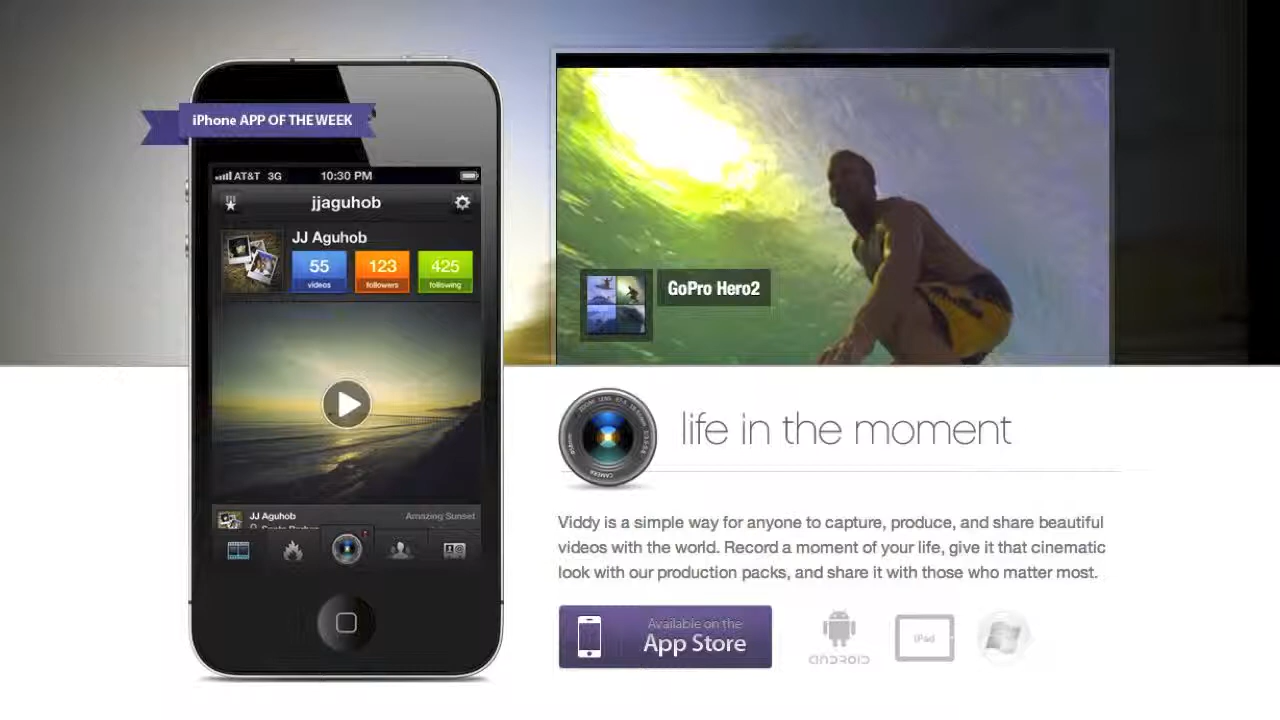 iPhone APP OF THE WEEK
AT&T 3G 10:30 PM
jjaguhob
JJ Aguhob
55 123 425
videos followers following
JJ Aguhob Amazing Sunset
GoPro Hero2
life in the moment
CAMERA
Viddy is a simple way for anyone to capture, produce, and share beautiful
videos with the world. Record a moment of your life, give it that cinematic
look with our production packs, and share it with those who matter most.
Available on the
App Store
ANDROID
iPad